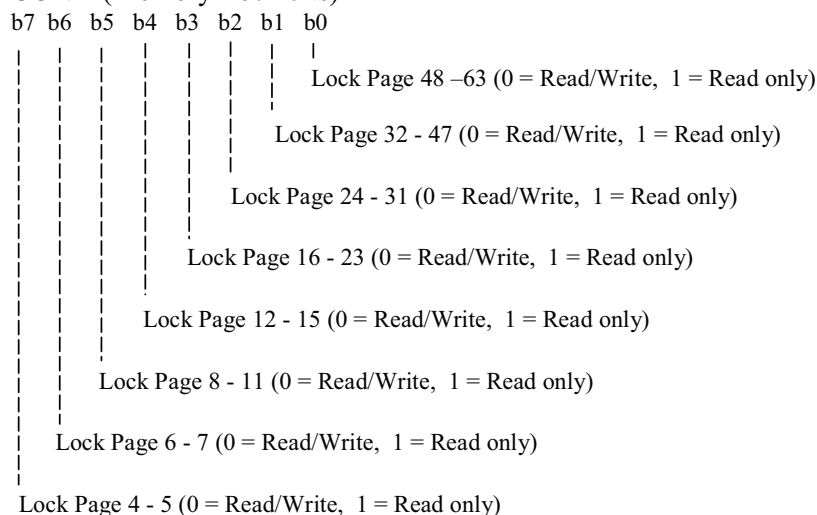 b7 b6 b5 b4 b3 b2 b1 b0
Lock Page 48 –63 (0 = Read/Write, 1 = Read only)
Lock Page 32 - 47 (0 = Read/Write, 1 = Read only)
Lock Page 24 - 31 (0 = Read/Write, 1 = Read only)
Lock Page 16 - 23 (0 = Read/Write, 1 = Read only)
Lock Page 12 - 15 (0 = Read/Write, 1 = Read only)
Lock Page 8 - 11 (0 = Read/Write, 1 = Read only)
Lock Page 6 - 7 (0 = Read/Write, 1 = Read only)
Lock Page 4 - 5 (0 = Read/Write, 1 = Read only)